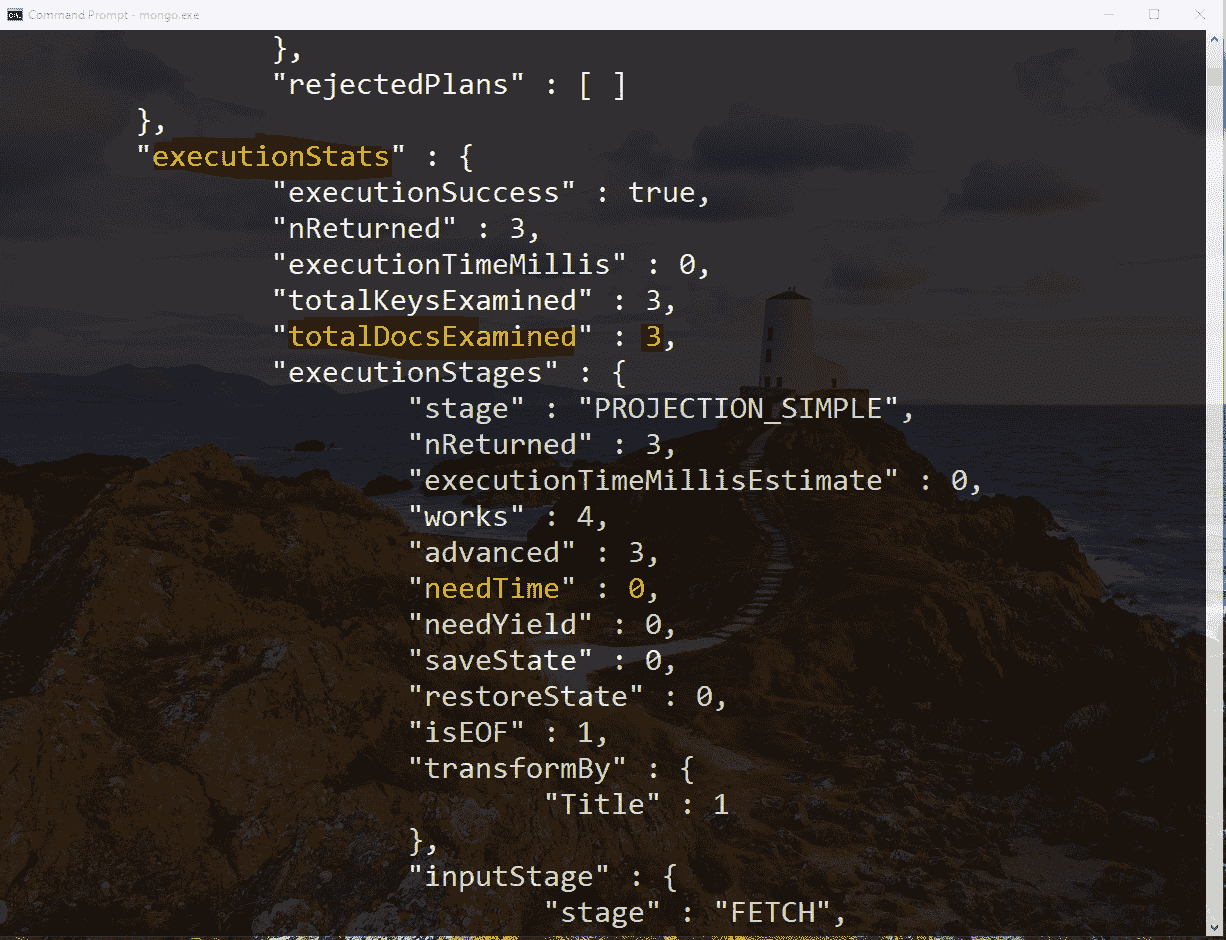 Command Prompt - mongo.exe
},
"rejectedPlans" : [ ]
},
"executionStats" : {
"executionSuccess" : true,
"nReturned" : 3,
"executionTimeMillis" : 0,
"totalKeysExamined" : 3,
"totalDocsExamined" : 3,
"executionStages" : {
"stage" : "PROJECTION_SIMPLE",
"nReturned" : 3,
"executionTimeMillisEstimate" : 0,
"works" : 4,
"advanced" : 3,
"needTime" : 0,
"needYield" : 0,
"saveState" : 0,
"restoreState" : 0,
"isEOF" : 1,
"transformBy" : {
"Title" : 1
},
"inputStage" : {
"stage" : "FETCH",